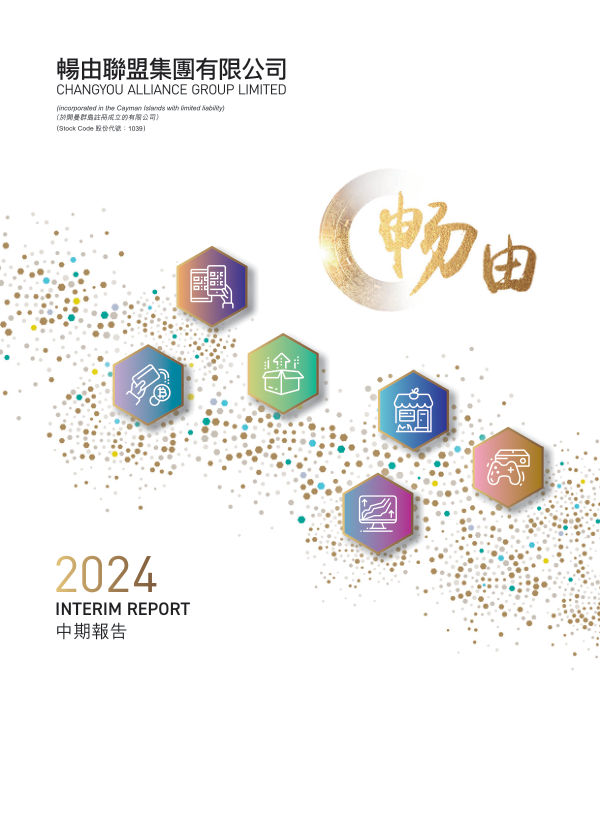 暢由聯盟集團有限公司
CHANGYOU ALLIANCE GROUP LIMITED
(incorporated in the Cayman Islands with limited liability)
(於開曼群島註冊成立的有限公司)
(Stock Code 股份代號：1039)
畅由
2024
INTERIM REPORT
中期報告